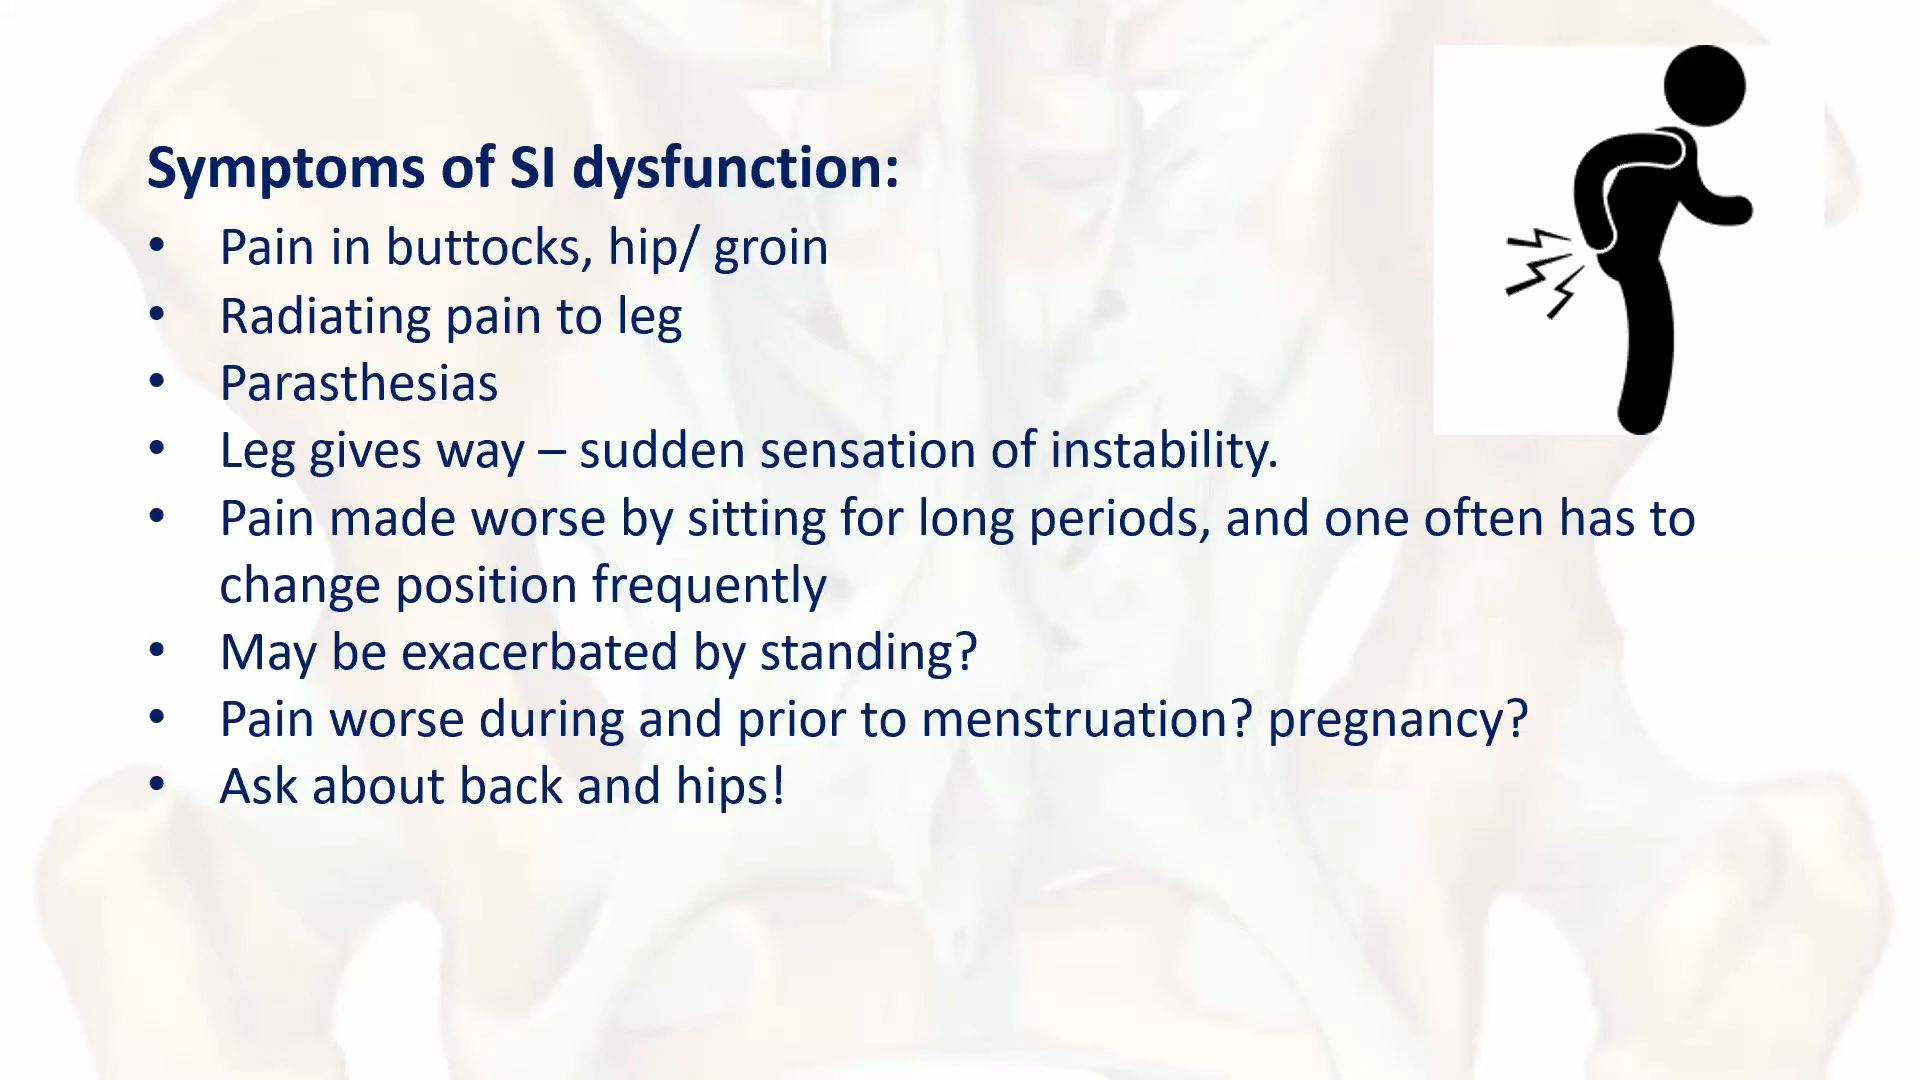 Symptoms of SI dysfunction:
• Pain in buttocks, hip/ groin
• Radiating pain to leg
• Parasthesias
• Leg gives way – sudden sensation of instability.
• Pain made worse by sitting for long periods, and one often has to
change position frequently
• May be exacerbated by standing?
• Pain worse during and prior to menstruation? pregnancy?
• Ask about back and hips!